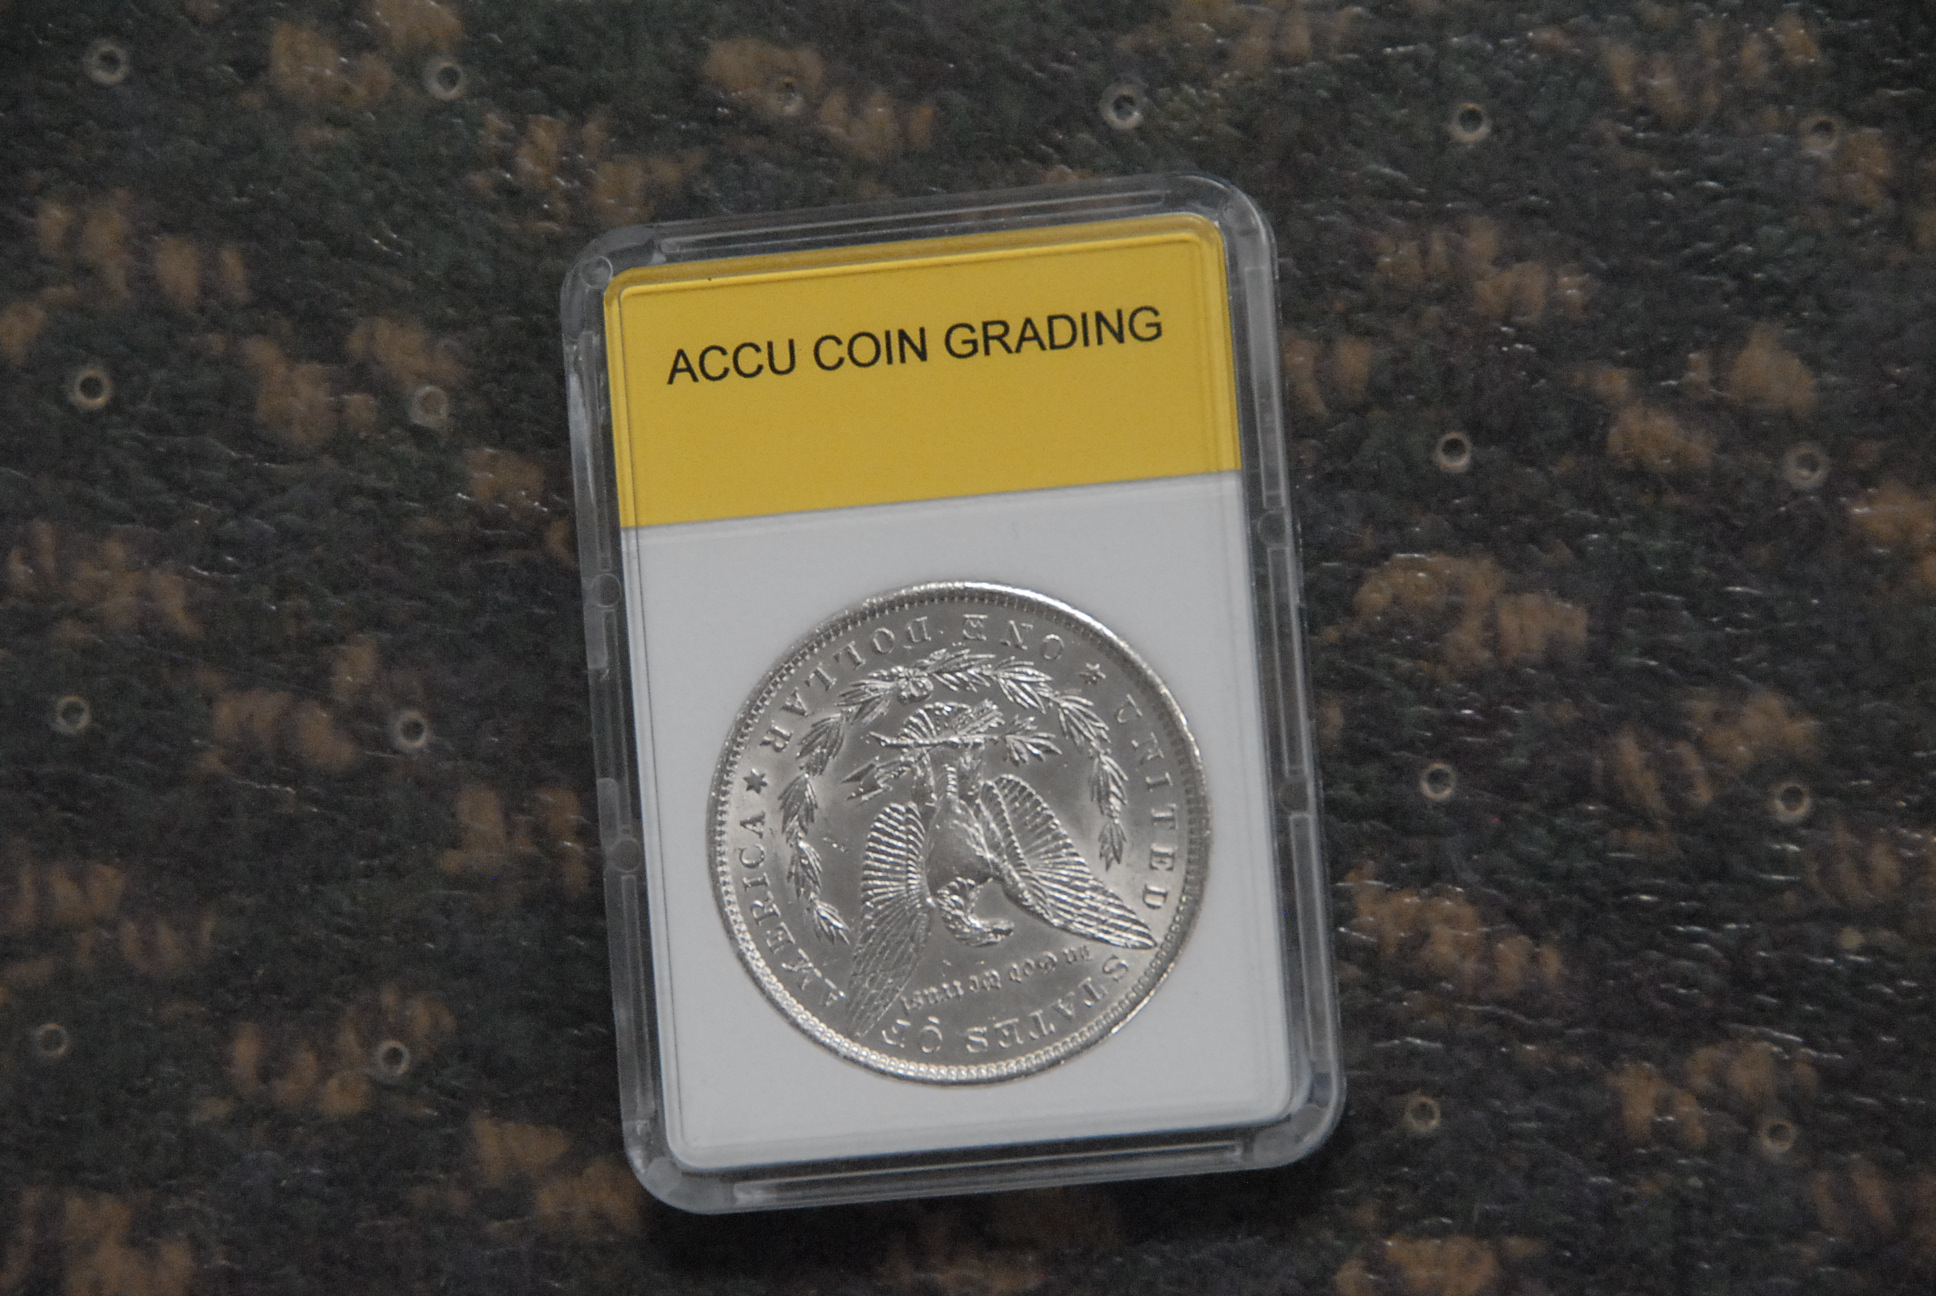 ACCU COIN GRADING
UNITED STATES OF AMERICA
In God we trust
★ ONE DOLLAR ★